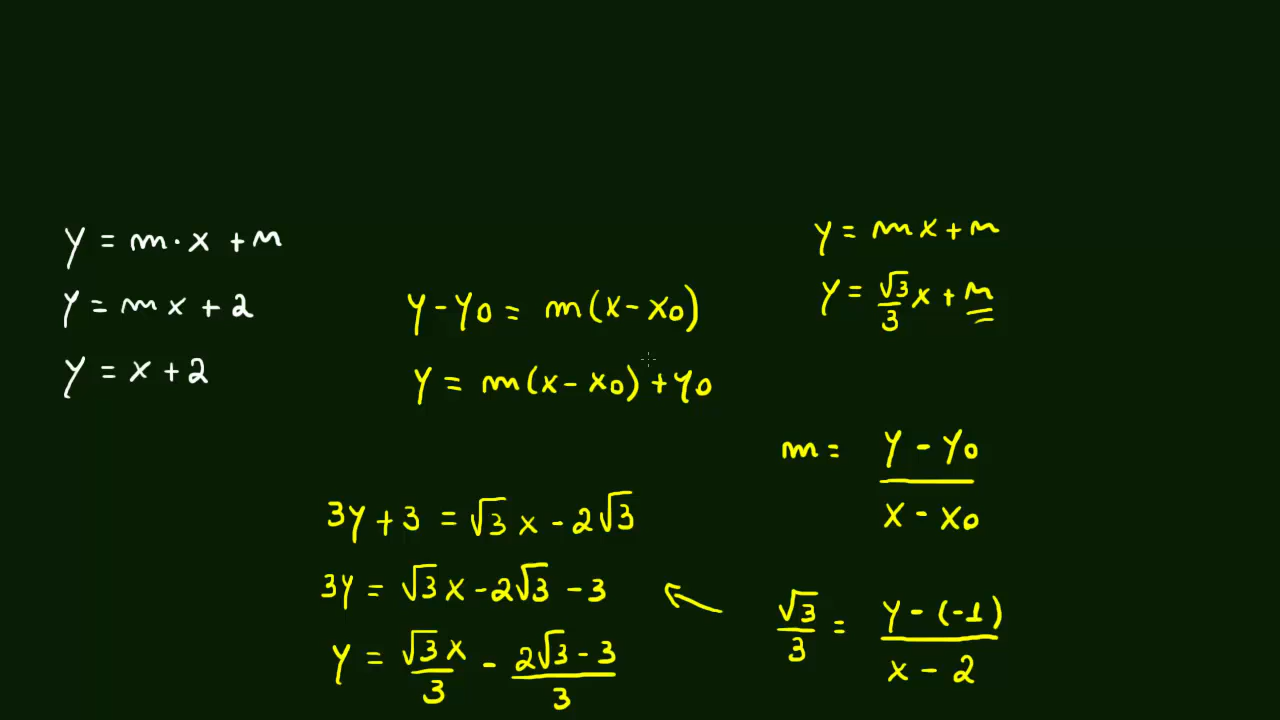 y = m·x + n
y = mx + 2
y = x + 2
y - y0 = m(x - x0)
y = m(x - x0) + y0
y = mx + n
y = √3/3 x + n
m = (y - y0)/(x - x0)
3y + 3 = √3 x - 2√3
3y = √3 x - 2√3 - 3
y = √3 x/3 - (2√3 - 3)/3
√3/3 = (y - (-1))/(x - 2)